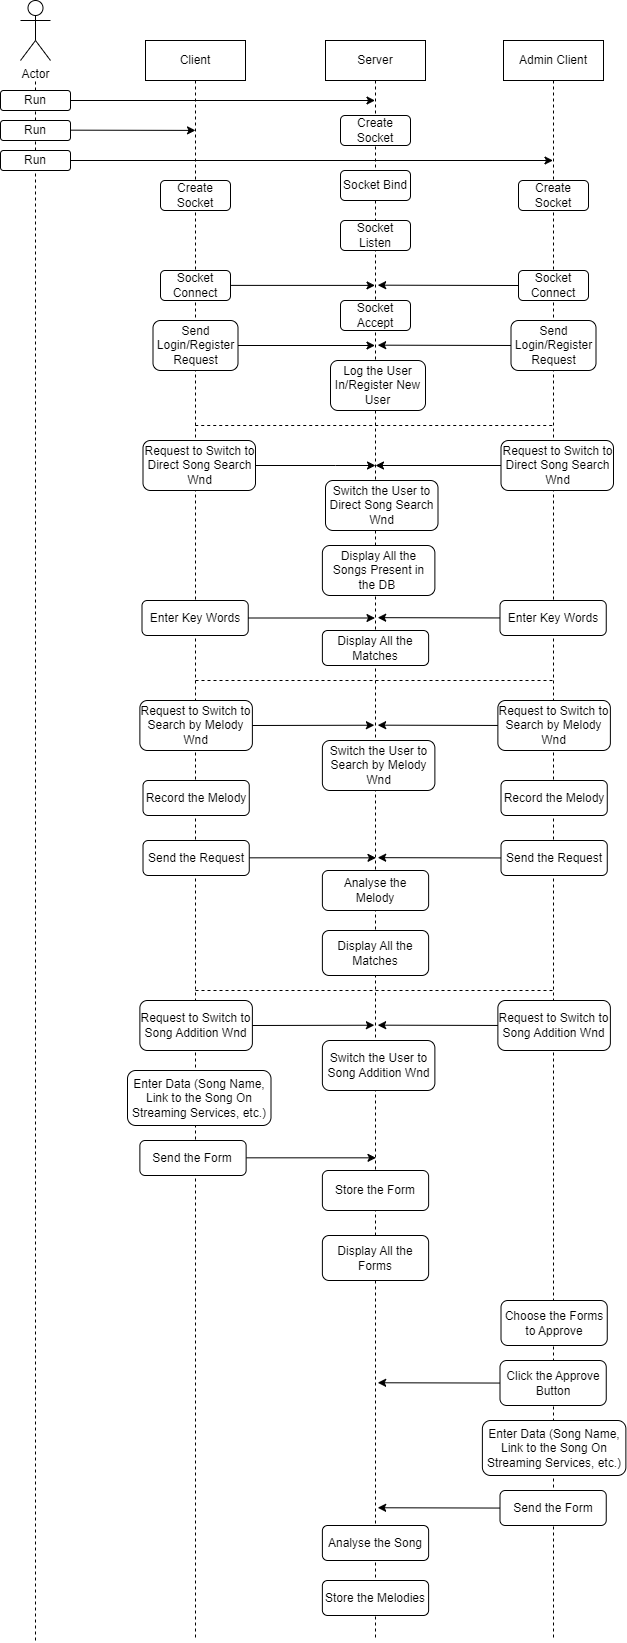 Actor
Client
Server
Admin Client
Run
Run
Create
Socket
Run
Create
Socket
Socket Bind
Create
Socket
Socket
Listen
Socket
Connect
Socket
Connect
Socket
Accept
Send
Login/Register
Request
Send
Login/Register
Request
Log the User
In/Register New
User
Request to Switch to
Direct Song Search
Wnd
Request to Switch to
Direct Song Search
Wnd
Switch the User to
Direct Song Search
Wnd
Display All the
Songs Present in
the DB
Enter Key Words
Enter Key Words
Display All the
Matches
Request to Switch to
Search by Melody
Wnd
Request to Switch to
Search by Melody
Wnd
Switch the User to
Search by Melody
Wnd
Record the Melody
Record the Melody
Send the Request
Send the Request
Analyse the
Melody
Display All the
Matches
Request to Switch to
Song Addition Wnd
Request to Switch to
Song Addition Wnd
Switch the User to
Song Addition Wnd
Enter Data (Song Name,
Link to the Song On
Streaming Services, etc.)
Send the Form
Store the Form
Display All the
Forms
Choose the Forms
to Approve
Click the Approve
Button
Enter Data (Song Name,
Link to the Song On
Streaming Services, etc.)
Send the Form
Analyse the Song
Store the Melodies